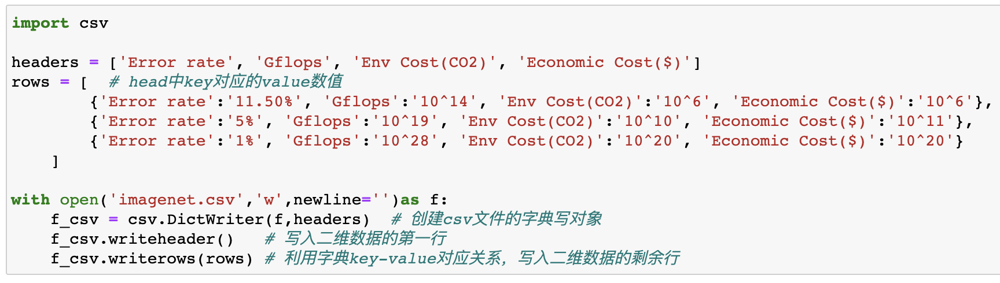 import csv
headers = ['Error rate', 'Gflops', 'Env Cost(CO2)', 'Economic Cost($)']
rows = [  # head中key对应的value数值
        {'Error rate':'11.50%', 'Gflops':'10^14', 'Env Cost(CO2)':'10^6', 'Economic Cost($)':'10^6'},
        {'Error rate':'5%', 'Gflops':'10^19', 'Env Cost(CO2)':'10^10', 'Economic Cost($)':'10^11'},
        {'Error rate':'1%', 'Gflops':'10^28', 'Env Cost(CO2)':'10^20', 'Economic Cost($)':'10^20'}
    ]
with open('imagenet.csv','w',newline='')as f:
    f_csv = csv.DictWriter(f,headers)  # 创建csv文件的字典写对象
    f_csv.writeheader()   # 写入二维数据的第一行
    f_csv.writerows(rows) # 利用字典key-value对应关系，写入二维数据的剩余行